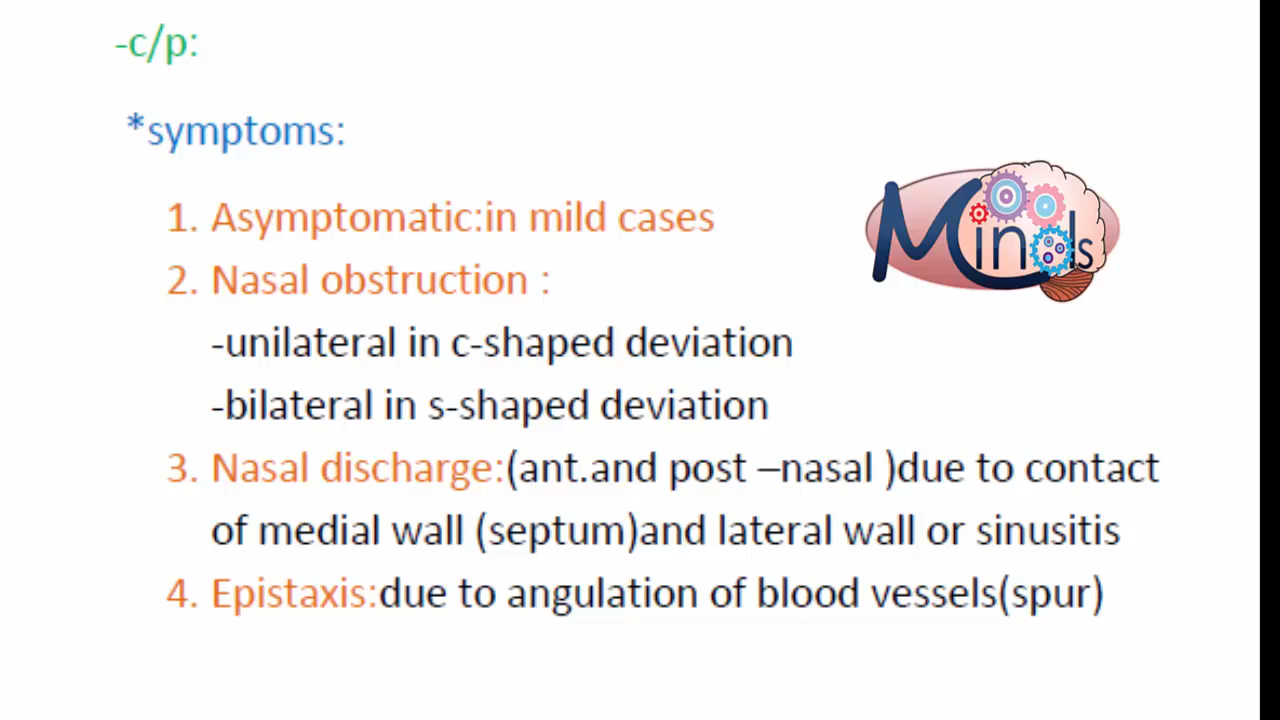 -c/p:
*symptoms:
1. Asymptomatic:in mild cases
Minds
2. Nasal obstruction :
-unilateral in c-shaped deviation
-bilateral in s-shaped deviation
3. Nasal discharge:(ant.and post –nasal )due to contact
of medial wall (septum)and lateral wall or sinusitis
4. Epistaxis:due to angulation of blood vessels(spur)